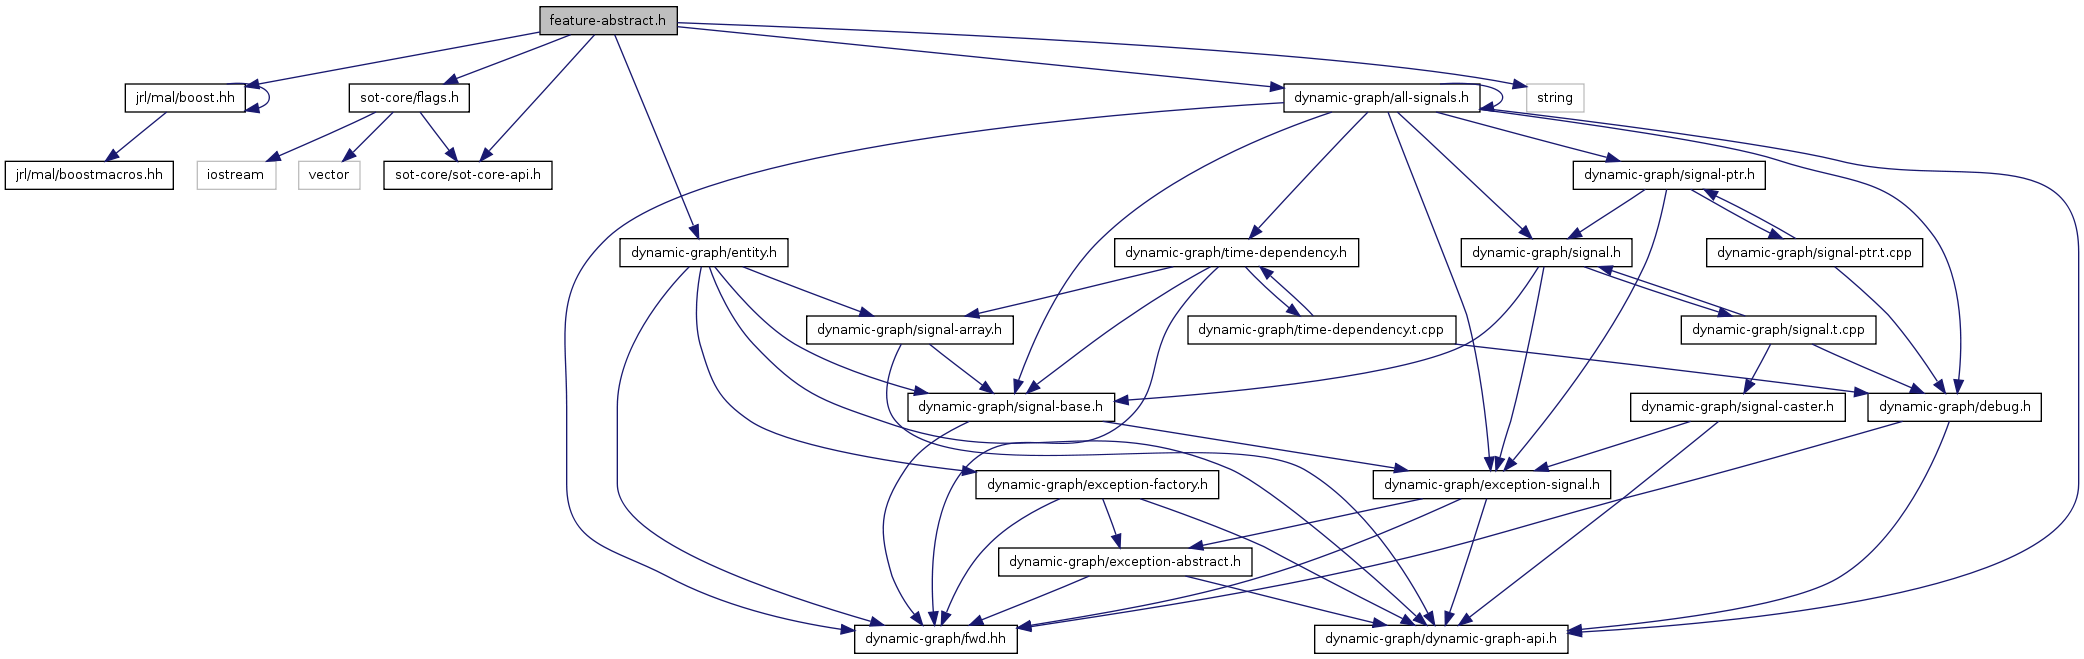 feature-abstract.h
jrl/mal/boost.hh
sot-core/flags.h
dynamic-graph/all-signals.h
string
jrl/mal/boostmacros.hh
iostream
vector
sot-core/sot-core-api.h
dynamic-graph/signal-ptr.h
dynamic-graph/entity.h
dynamic-graph/time-dependency.h
dynamic-graph/signal.h
dynamic-graph/signal-ptr.t.cpp
dynamic-graph/signal-array.h
dynamic-graph/time-dependency.t.cpp
dynamic-graph/signal.t.cpp
dynamic-graph/signal-base.h
dynamic-graph/signal-caster.h
dynamic-graph/debug.h
dynamic-graph/exception-factory.h
dynamic-graph/exception-signal.h
dynamic-graph/exception-abstract.h
dynamic-graph/fwd.hh
dynamic-graph/dynamic-graph-api.h